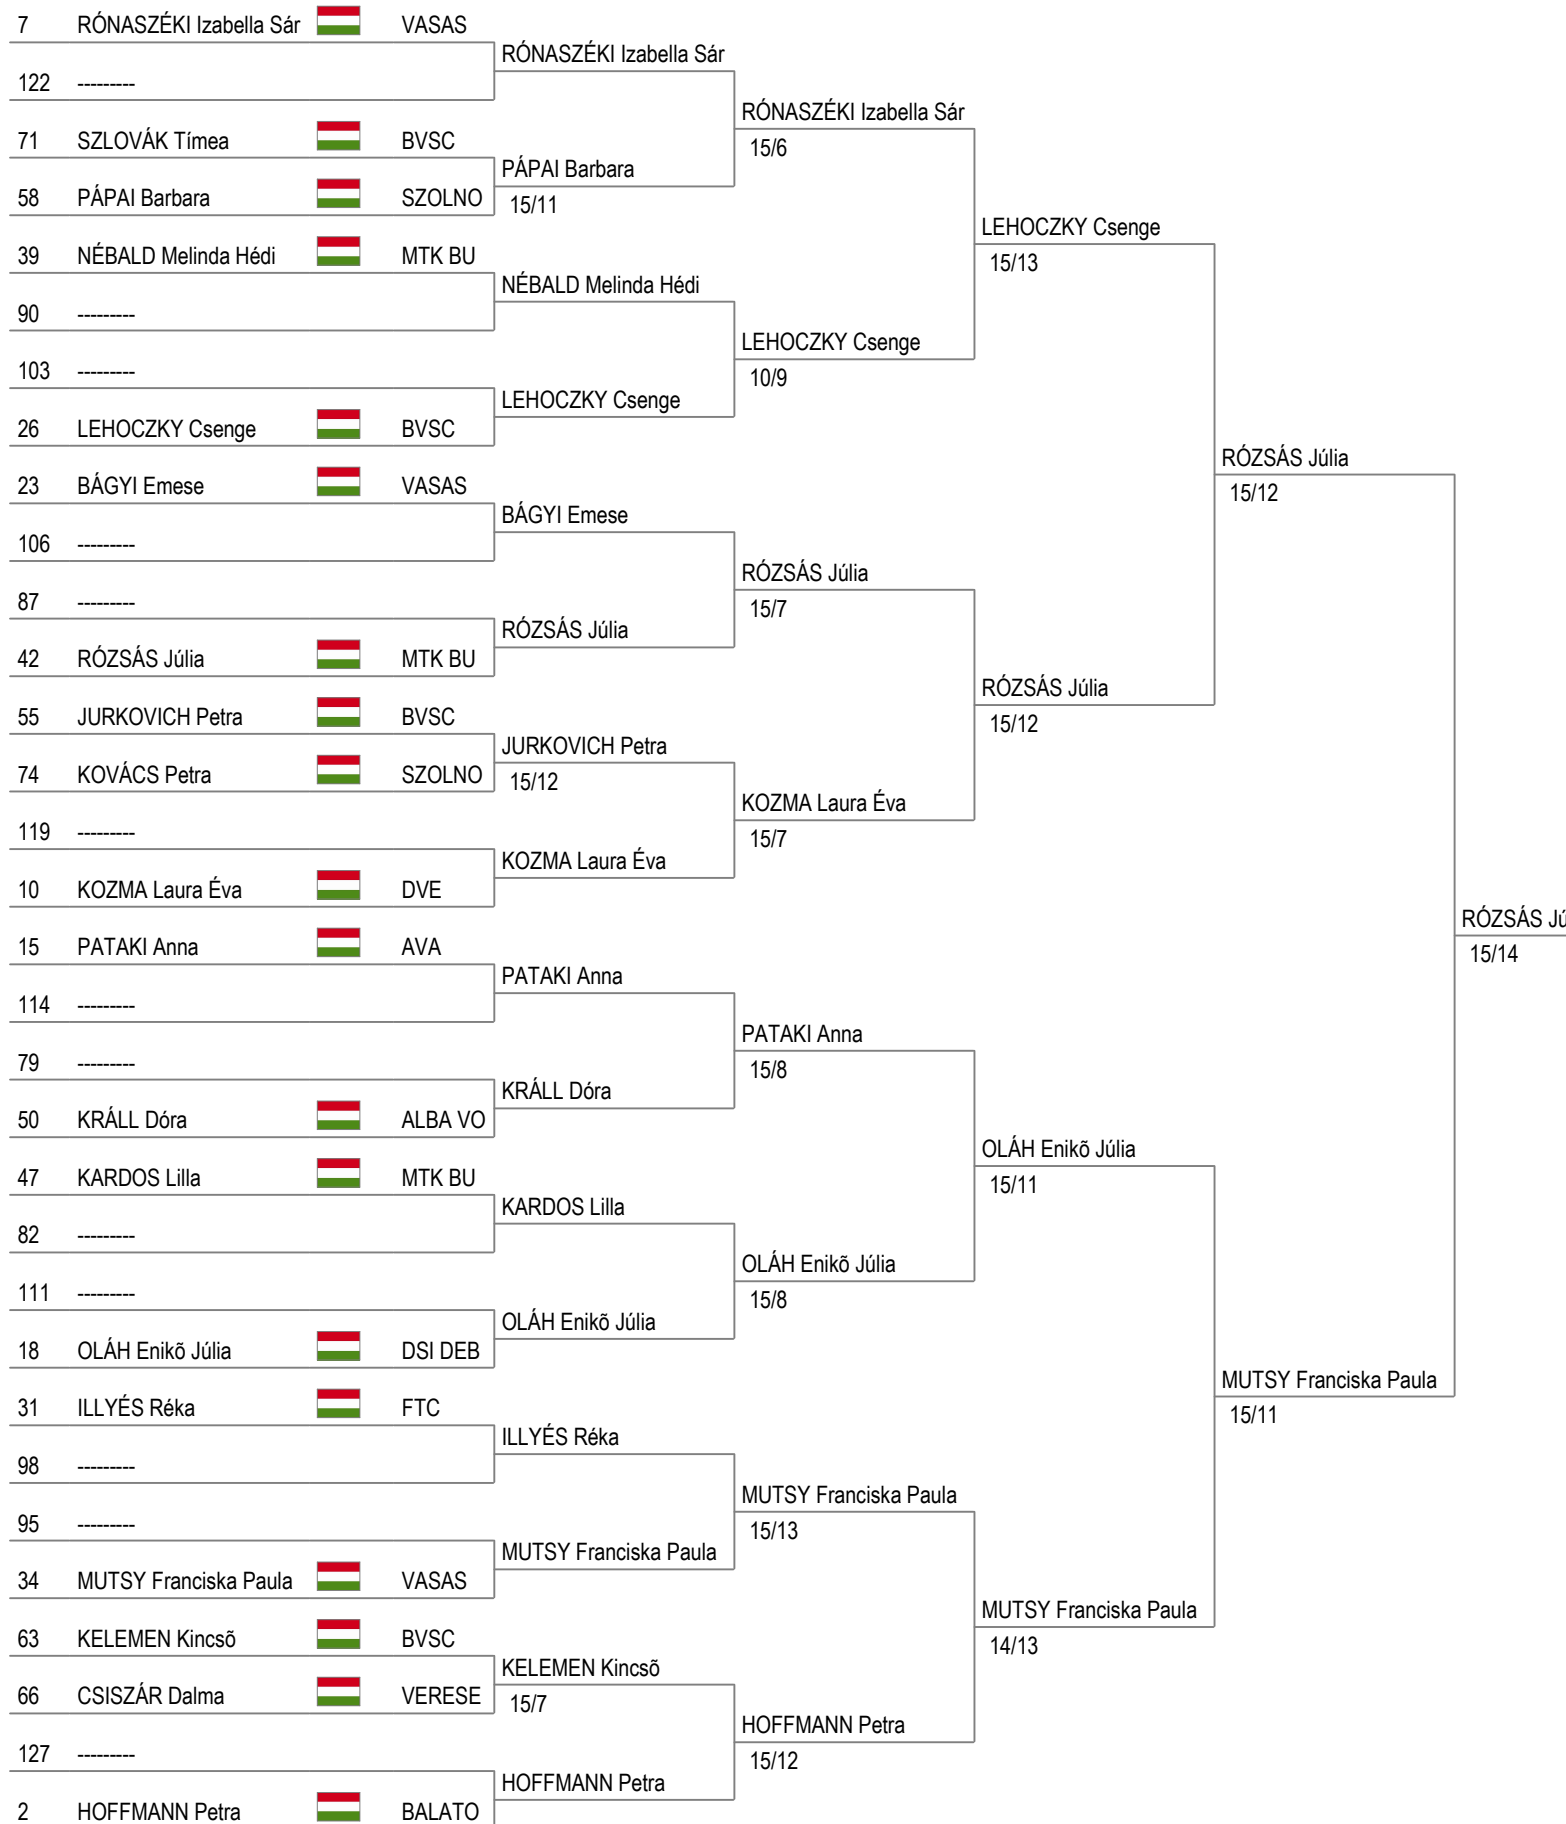 7 RÓNASZÉKI Izabella Sár VASAS
RÓNASZÉKI Izabella Sár
122 ---------
RÓNASZÉKI Izabella Sár
71 SZLOVÁK Tímea BVSC
15/6
PÁPAI Barbara
58 PÁPAI Barbara SZOLNO
15/11
LEHOCZKY Csenge
39 NÉBALD Melinda Hédi MTK BU
15/13
NÉBALD Melinda Hédi
90 ---------
LEHOCZKY Csenge
103 ---------
10/9
LEHOCZKY Csenge
26 LEHOCZKY Csenge BVSC
RÓZSÁS Júlia
23 BÁGYI Emese VASAS
15/12
BÁGYI Emese
106 ---------
RÓZSÁS Júlia
87 ---------
15/7
RÓZSÁS Júlia
42 RÓZSÁS Júlia MTK BU
RÓZSÁS Júlia
55 JURKOVICH Petra BVSC
15/12
JURKOVICH Petra
74 KOVÁCS Petra SZOLNO
15/12
KOZMA Laura Éva
119 ---------
15/7
KOZMA Laura Éva
10 KOZMA Laura Éva DVE
RÓZSÁS Jú
15 PATAKI Anna AVA
15/14
PATAKI Anna
114 ---------
PATAKI Anna
79 ---------
15/8
KRÁLL Dóra
50 KRÁLL Dóra ALBA VO
OLÁH Enikõ Júlia
47 KARDOS Lilla MTK BU
15/11
KARDOS Lilla
82 ---------
OLÁH Enikõ Júlia
111 ---------
15/8
OLÁH Enikõ Júlia
18 OLÁH Enikõ Júlia DSI DEB
MUTSY Franciska Paula
31 ILLYÉS Réka FTC
15/11
ILLYÉS Réka
98 ---------
MUTSY Franciska Paula
95 ---------
15/13
MUTSY Franciska Paula
34 MUTSY Franciska Paula VASAS
MUTSY Franciska Paula
63 KELEMEN Kincsõ BVSC
14/13
KELEMEN Kincsõ
66 CSISZÁR Dalma VERESE
15/7
HOFFMANN Petra
127 ---------
15/12
HOFFMANN Petra
2 HOFFMANN Petra BALATO